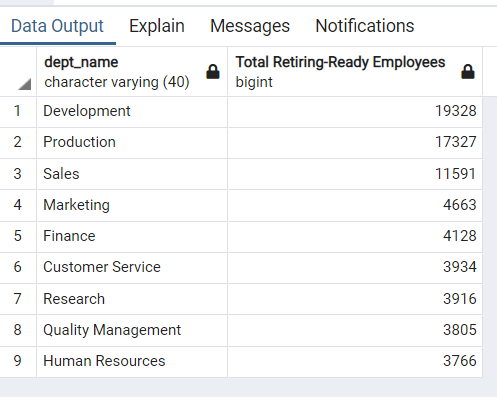 Data Output Explain Messages Notifications
dept_name Total Retiring-Ready Employees
character varying (40) bigint
1 Development 19328
2 Production 17327
3 Sales 11591
4 Marketing 4663
5 Finance 4128
6 Customer Service 3934
7 Research 3916
8 Quality Management 3805
9 Human Resources 3766